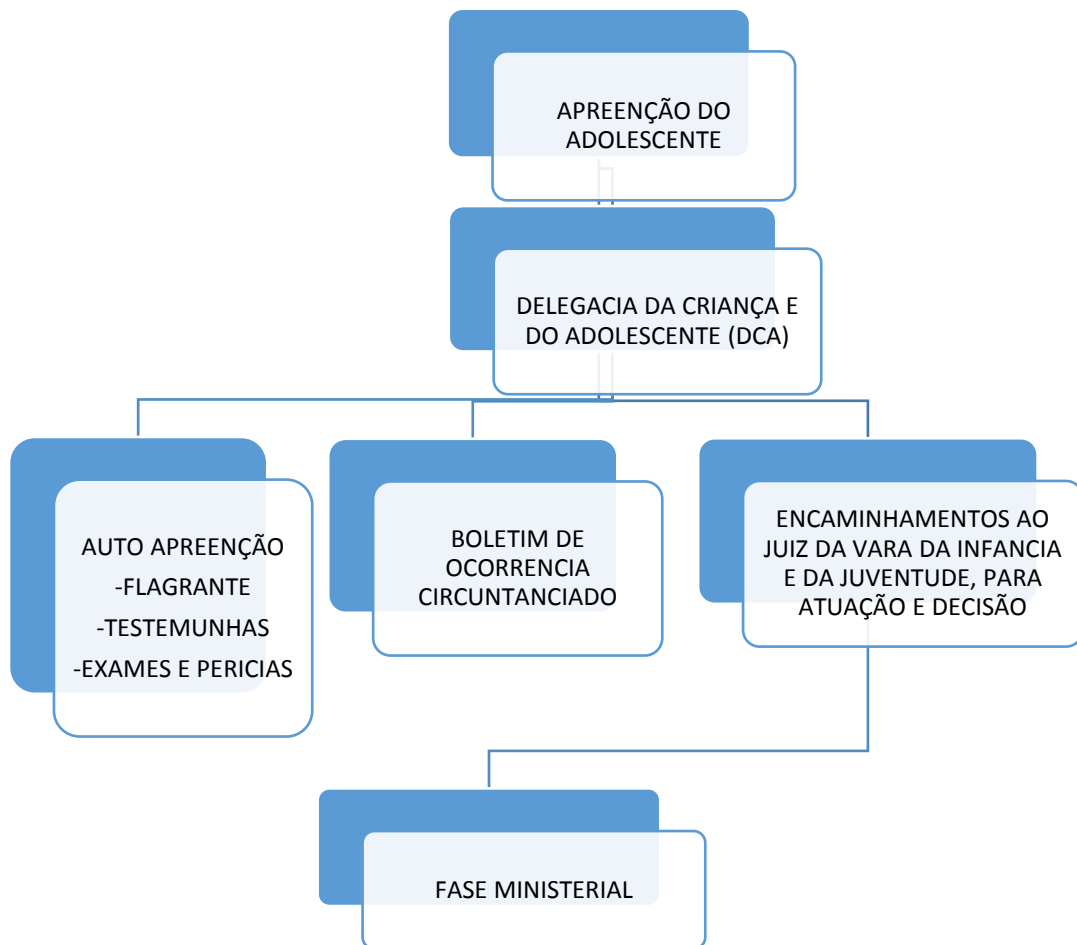 APREENÇÃO DO
ADOLESCENTE
DELEGACIA DA CRIANÇA E
DO ADOLESCENTE (DCA)
AUTO APREENÇÃO
-FLAGRANTE
-TESTEMUNHAS
-EXAMES E PERICIAS
BOLETIM DE
OCORRENCIA
CIRCUNTANCIADO
ENCAMINHAMENTOS AO
JUIZ DA VARA DA INFANCIA
E DA JUVENTUDE, PARA
ATUAÇÃO E DECISÃO
FASE MINISTERIAL